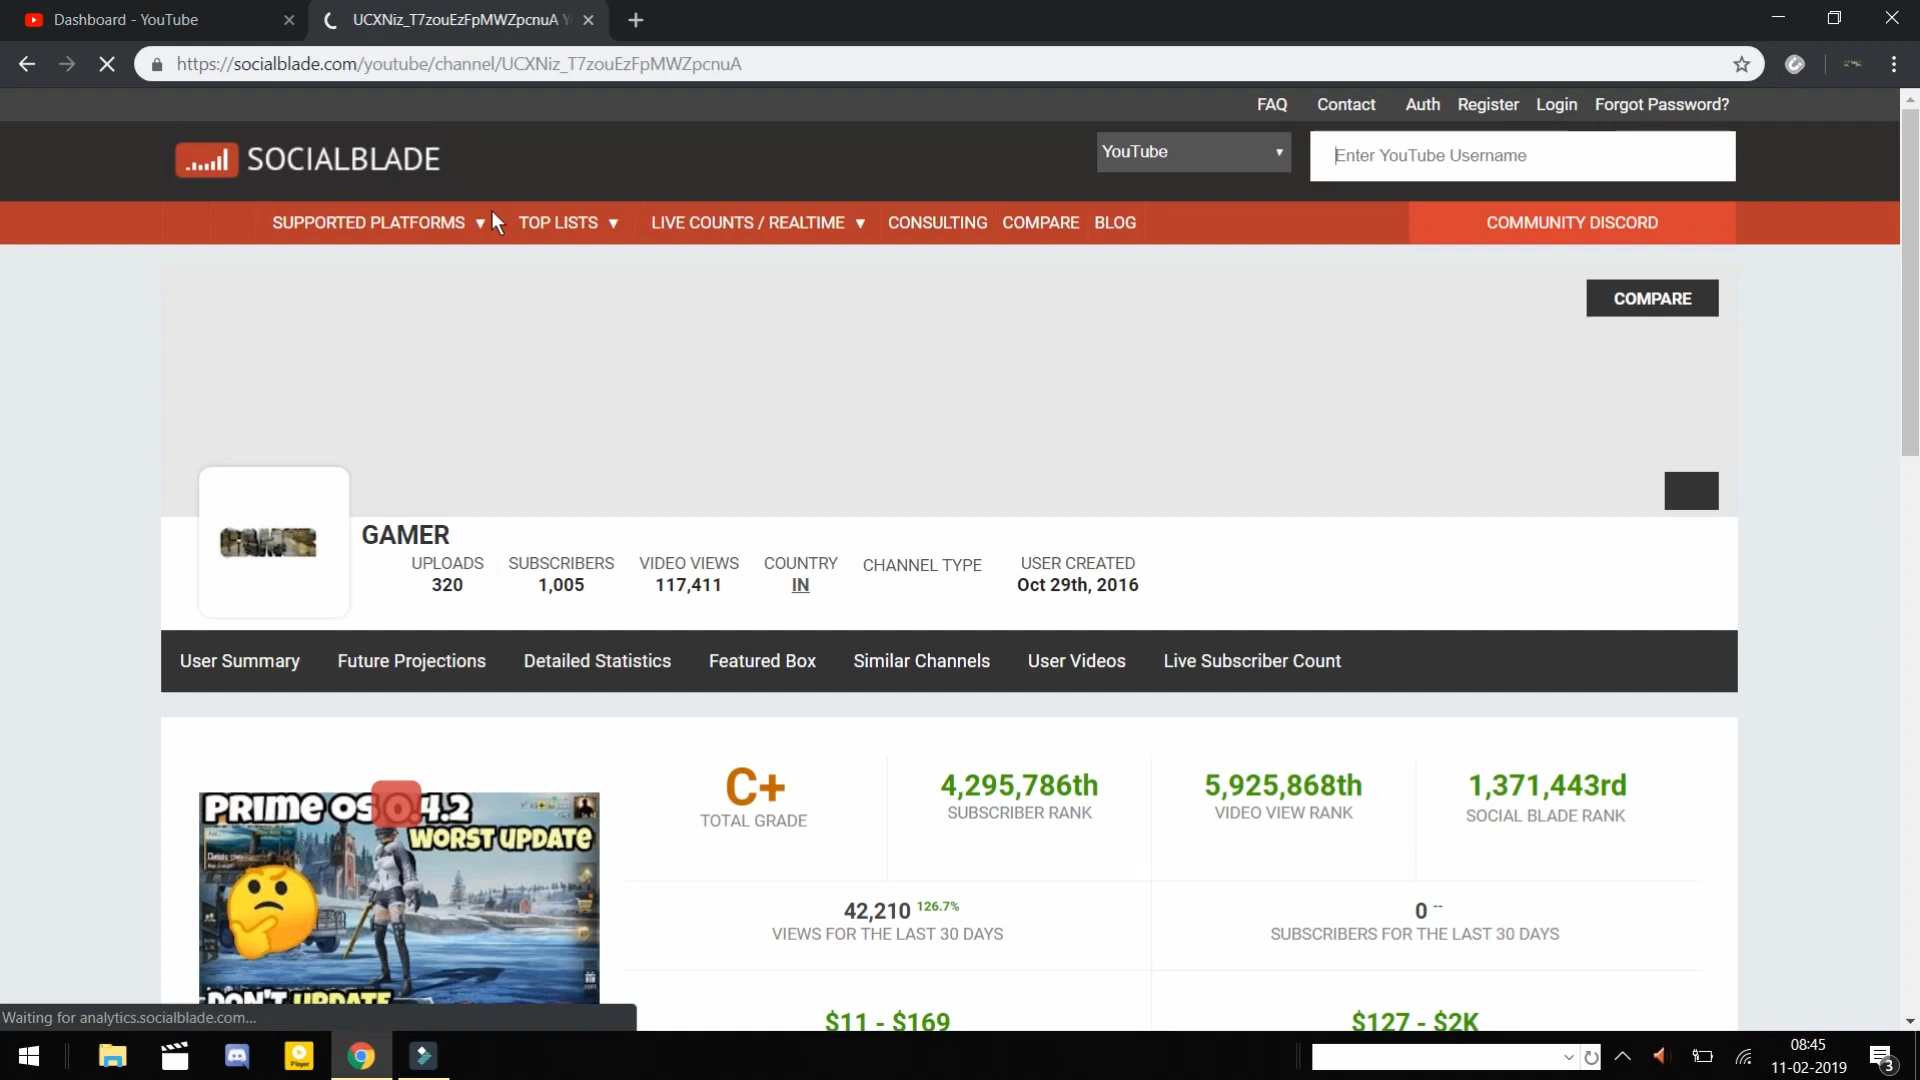 Dashboard - YouTube
UCXNiz_T7zouEzFpMWZpcnuA Y
https://socialblade.com/youtube/channel/UCXNiz_T7zouEzFpMWZpcnuA
FAQ Contact Auth Register Login Forgot Password?
SOCIALBLADE
YouTube
Enter YouTube Username
SUPPORTED PLATFORMS TOP LISTS LIVE COUNTS / REALTIME CONSULTING COMPARE BLOG COMMUNITY DISCORD
COMPARE
GAMER
UPLOADS SUBSCRIBERS VIDEO VIEWS COUNTRY CHANNEL TYPE USER CREATED
320 1,005 117,411 IN Oct 29th, 2016
User Summary Future Projections Detailed Statistics Featured Box Similar Channels User Videos Live Subscriber Count
PRIME OS 0.4.2
WORST UPDATE
DON'T UPDATE
C+ 4,295,786th 5,925,868th 1,371,443rd
TOTAL GRADE SUBSCRIBER RANK VIDEO VIEW RANK SOCIAL BLADE RANK
42,210 126.7% 0 --
VIEWS FOR THE LAST 30 DAYS SUBSCRIBERS FOR THE LAST 30 DAYS
$11 - $169 $127 - $2K
Waiting for analytics.socialblade.com...
Player
08:45
11-02-2019
3